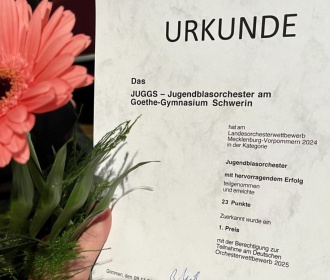 URKUNDE
Das
JUGGS – Jugendblasorchester am
Goethe-Gymnasium Schwerin
hat am
Landesorchesterwettbewerb
Mecklenburg-Vorpommern 2024
in der Kategorie
Jugendblasorchester
mit hervorragendem Erfolg
teilgenommen
und erreichte
23 Punkte
Zuerkannt wurde ein
1. Preis
mit der Berechtigung zur
Teilnahme am Deutschen
Orchesterwettbewerb 2025